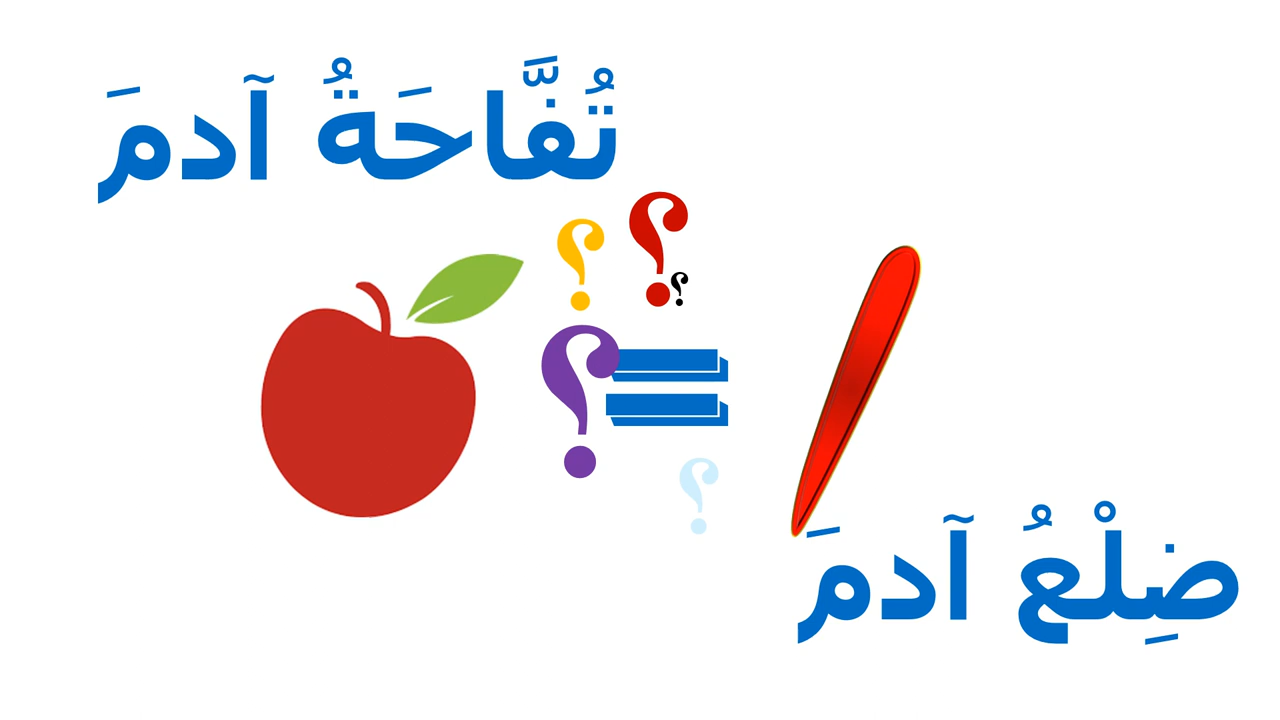 تُفَّاحَةُ آدمَ
؟ ؟ ؟
؟ =
؟
ضِلْعُ آدمَ